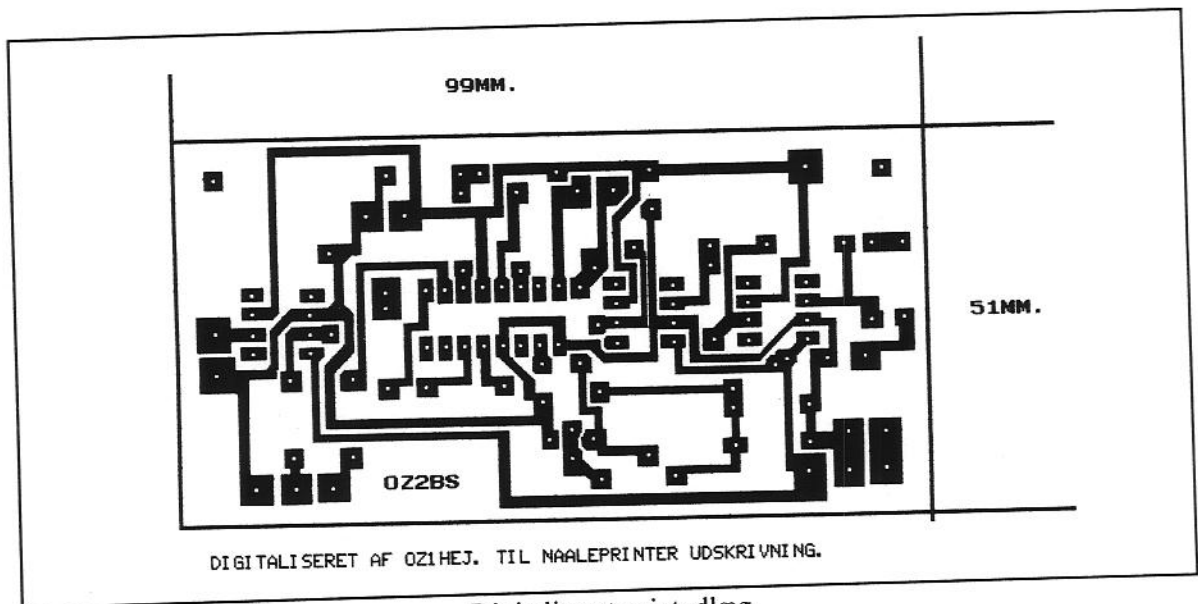 99MM.
51MM.
OZ2BS
DIGITALISERET AF OZ1HEJ. TIL NAALEPRINTER UDSKRIVNING.